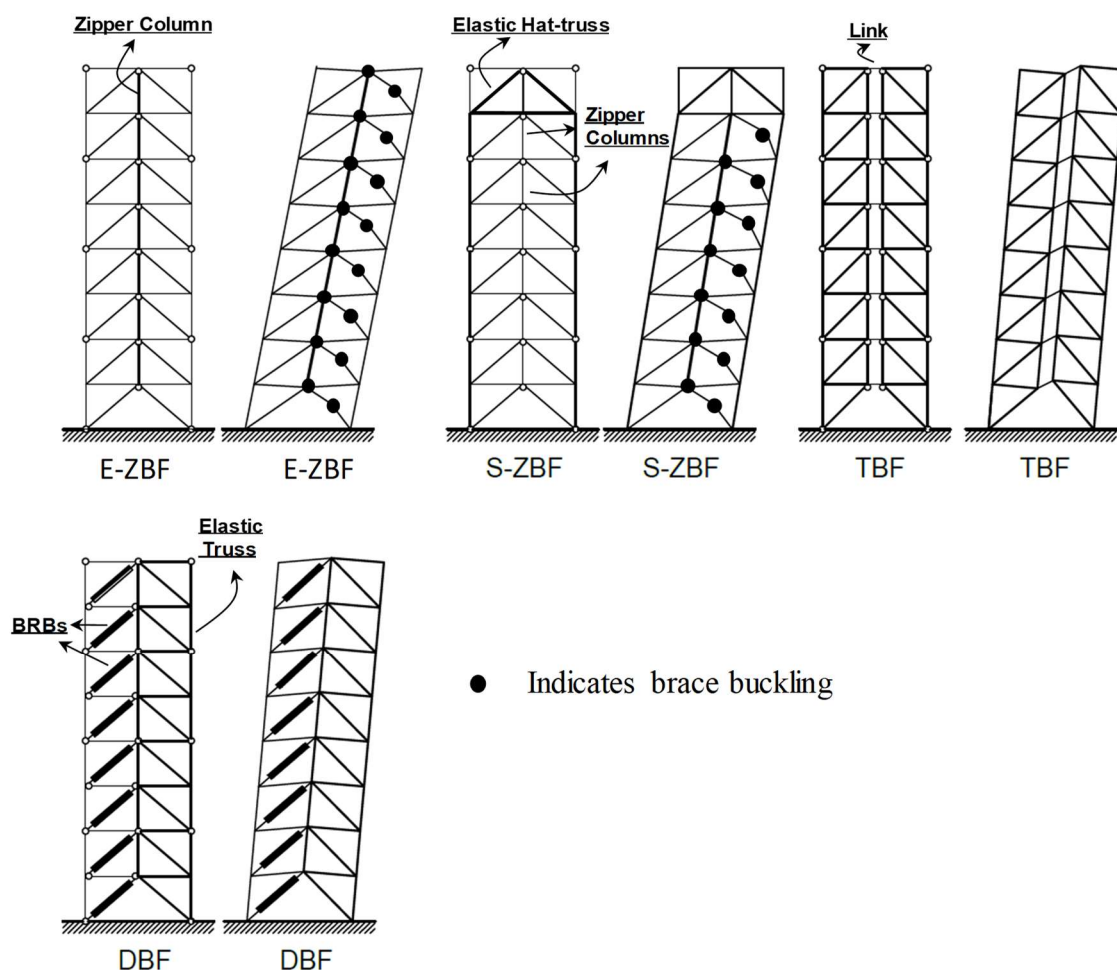 Zipper Column
Elastic Hat-truss
Link
Zipper
Columns
E-ZBF
E-ZBF
S-ZBF
S-ZBF
TBF
TBF
Elastic
Truss
BRBs
Indicates brace buckling
DBF
DBF